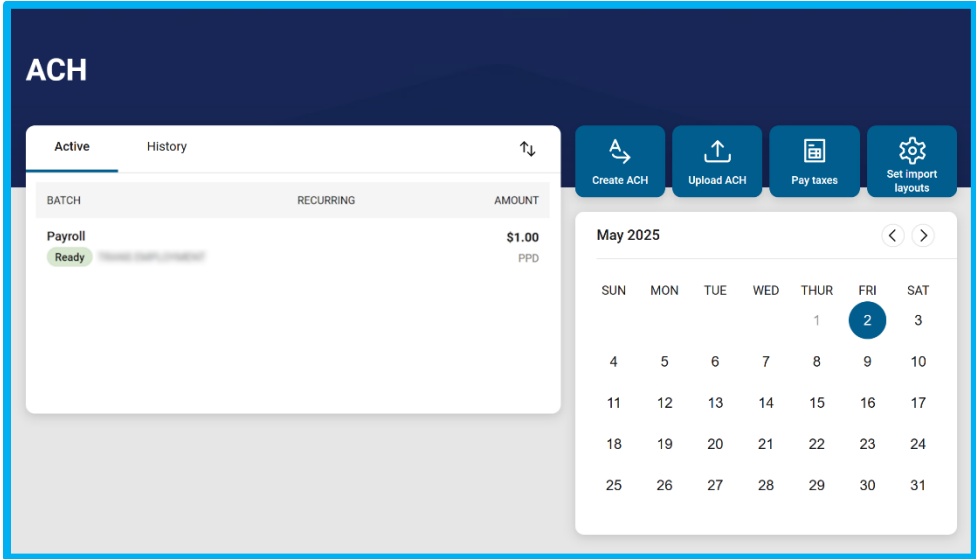 ACH
Active History
BATCH RECURRING AMOUNT
Payroll $1.00
Ready PPD
Create ACH
Upload ACH
Pay taxes
Set import
layouts
May 2025
SUN MON TUE WED THUR FRI SAT
1 2 3
4 5 6 7 8 9 10
11 12 13 14 15 16 17
18 19 20 21 22 23 24
25 26 27 28 29 30 31